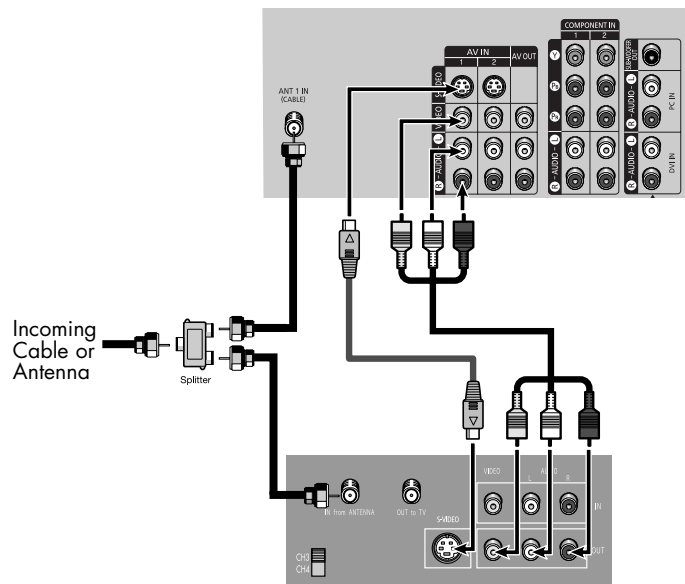 COMPONENT IN
1 2
AV IN
1 2
AV OUT
S-VIDEO
VIDEO
L
R - AUDIO -
Y
PB
PR
R - AUDIO - L
SUBWOOFER
OUT
R - AUDIO - L
PC IN
R - AUDIO - L
DVI IN
ANT 1 IN
(CABLE)
Incoming
Cable or
Antenna
Splitter
IN from ANTENNA
OUT to TV
S-VIDEO
VIDEO
L
R
IN
OUT
CH3
CH4